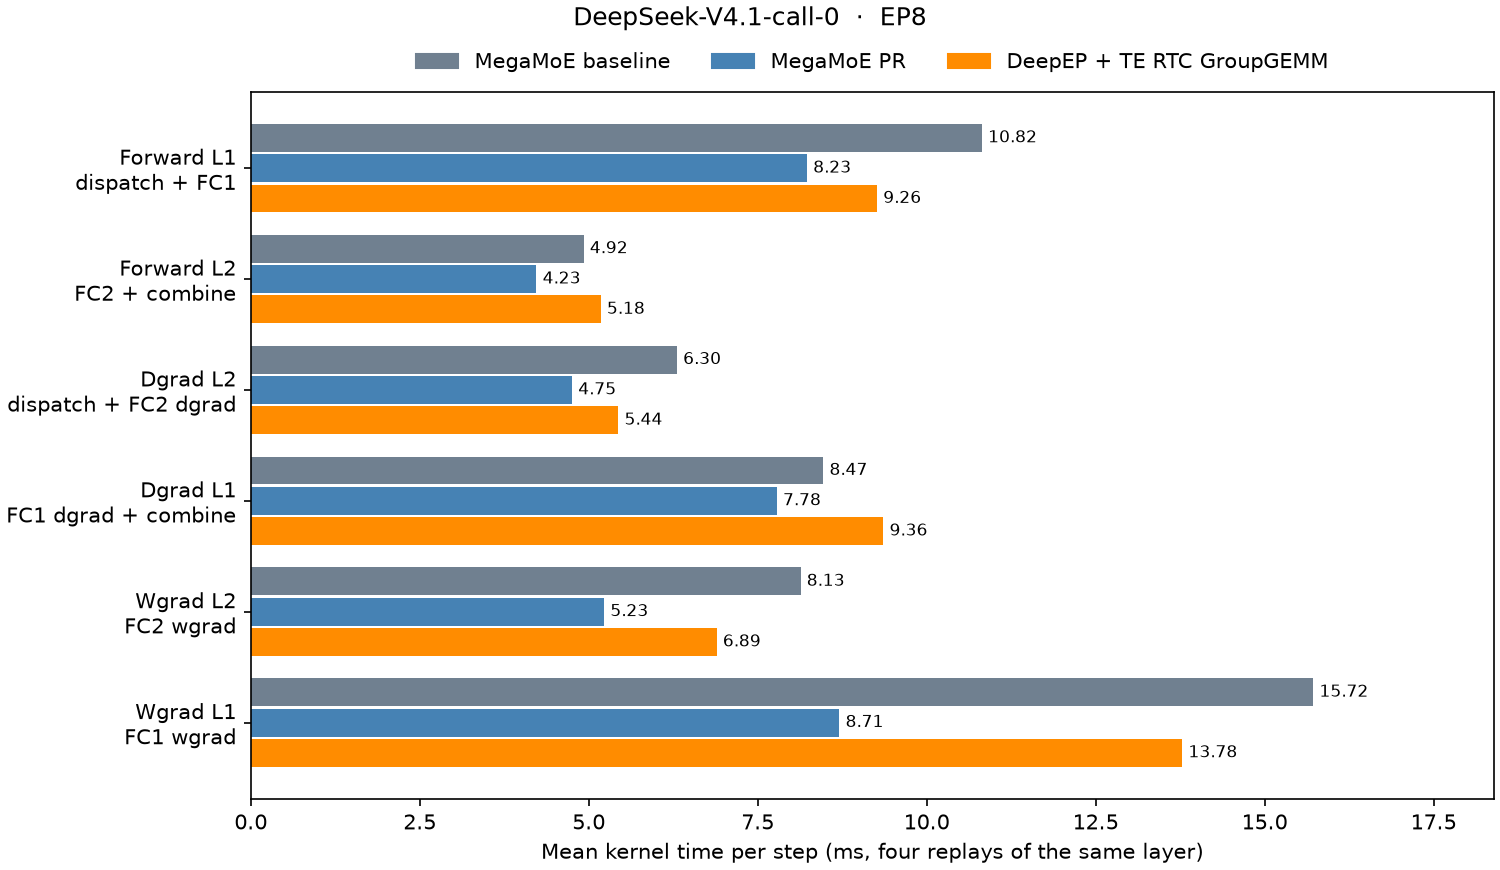 DeepSeek-V4.1-call-0 · EP8
MegaMoE baseline
MegaMoE PR
DeepEP + TE RTC GroupGEMM
Forward L1
dispatch + FC1
10.82
8.23
9.26
Forward L2
FC2 + combine
4.92
4.23
5.18
Dgrad L2
dispatch + FC2 dgrad
6.30
4.75
5.44
Dgrad L1
FC1 dgrad + combine
8.47
7.78
9.36
Wgrad L2
FC2 wgrad
8.13
5.23
6.89
Wgrad L1
FC1 wgrad
15.72
8.71
13.78
0.0 2.5 5.0 7.5 10.0 12.5 15.0 17.5
Mean kernel time per step (ms, four replays of the same layer)